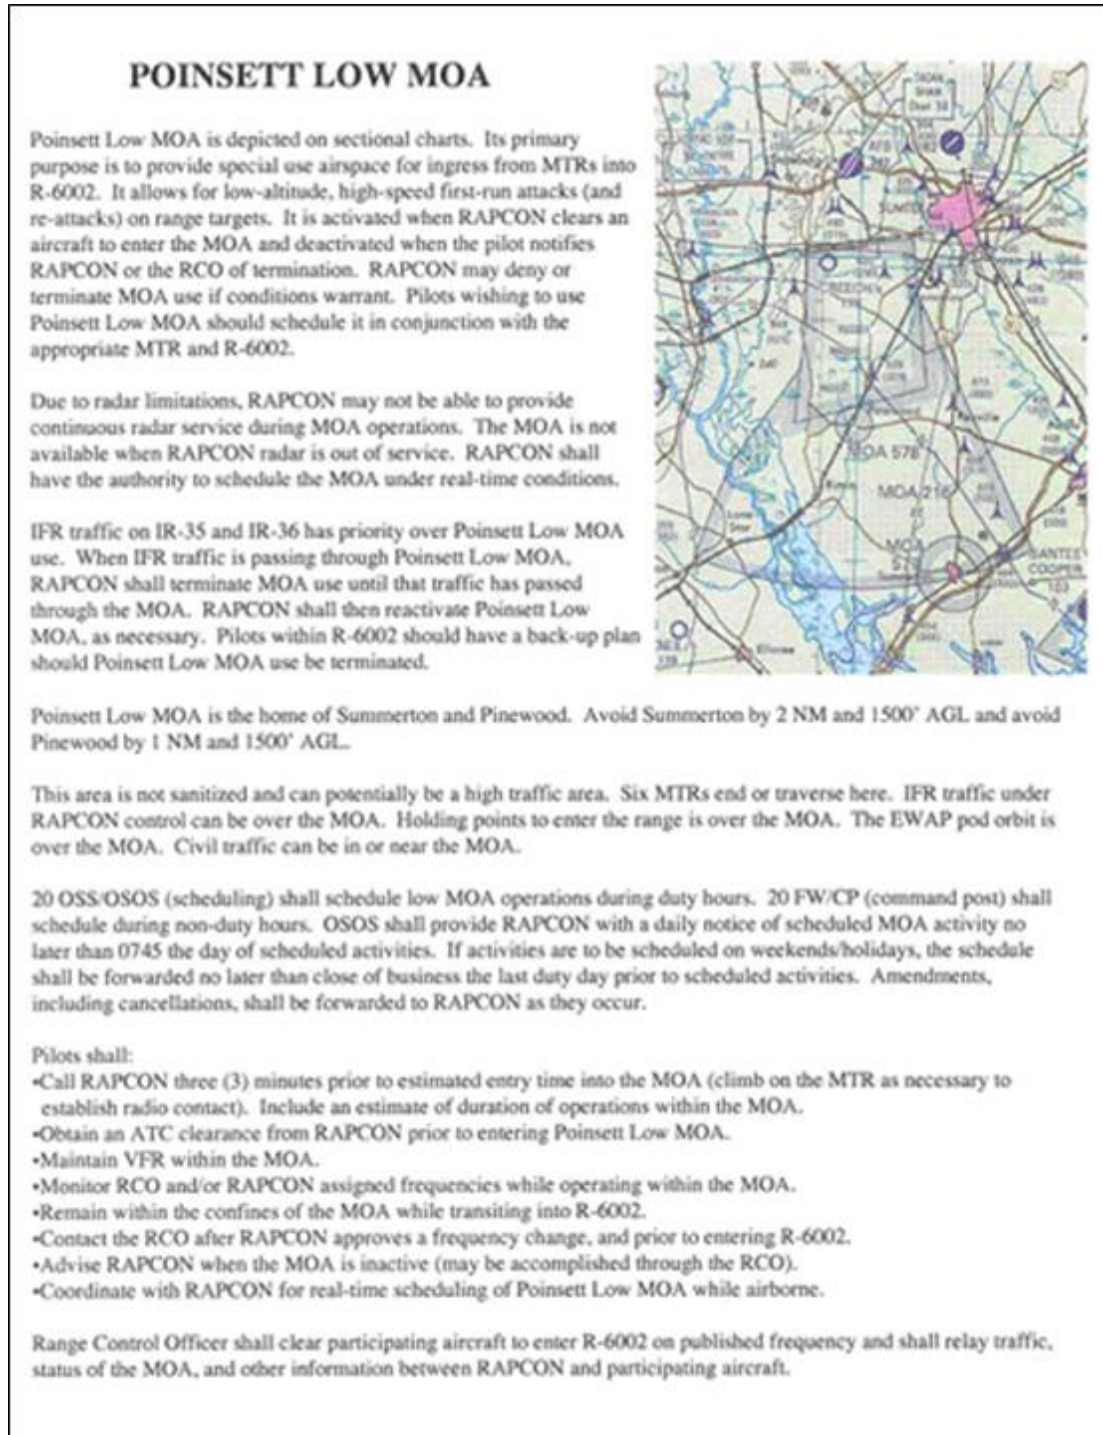 POINSETT LOW MOA
Poinsett Low MOA is depicted on sectional charts. Its primary
purpose is to provide special use airspace for ingress from MTRs into
R-6002. It allows for low-altitude, high-speed first-run attacks (and
re-attacks) on range targets. It is activated when RAPCON clears an
aircraft to enter the MOA and deactivated when the pilot notifies
RAPCON or the RCO of termination. RAPCON may deny or
terminate MOA use if conditions warrant. Pilots wishing to use
Poinsett Low MOA should schedule it in conjunction with the
appropriate MTR and R-6002.
Due to radar limitations, RAPCON may not be able to provide
continuous radar service during MOA operations. The MOA is not
available when RAPCON radar is out of service. RAPCON shall
have the authority to schedule the MOA under real-time conditions.
IFR traffic on IR-35 and IR-36 has priority over Poinsett Low MOA
use. When IFR traffic is passing through Poinsett Low MOA,
RAPCON shall terminate MOA use until that traffic has passed
through the MOA. RAPCON shall then reactivate Poinsett Low
MOA, as necessary. Pilots within R-6002 should have a back-up plan
should Poinsett Low MOA use be terminated.
SUMTER
Pinewood
MOA 578
MOA 216
MOA
Rimini
Lone
Star
SANTEE
COOPER
103
Elloree
Poinsett Low MOA is the home of Summerton and Pinewood. Avoid Summerton by 2 NM and 1500' AGL and avoid
Pinewood by 1 NM and 1500' AGL.
This area is not sanitized and can potentially be a high traffic area. Six MTRs end or traverse here. IFR traffic under
RAPCON control can be over the MOA. Holding points to enter the range is over the MOA. The EWAP pod orbit is
over the MOA. Civil traffic can be in or near the MOA.
20 OSS/OSOS (scheduling) shall schedule low MOA operations during duty hours. 20 FW/CP (command post) shall
schedule during non-duty hours. OSOS shall provide RAPCON with a daily notice of scheduled MOA activity no
later than 0745 the day of scheduled activities. If activities are to be scheduled on weekends/holidays, the schedule
shall be forwarded no later than close of business the last duty day prior to scheduled activities. Amendments,
including cancellations, shall be forwarded to RAPCON as they occur.
Pilots shall:
•Call RAPCON three (3) minutes prior to estimated entry time into the MOA (climb on the MTR as necessary to
establish radio contact). Include an estimate of duration of operations within the MOA.
•Obtain an ATC clearance from RAPCON prior to entering Poinsett Low MOA.
•Maintain VFR within the MOA.
•Monitor RCO and/or RAPCON assigned frequencies while operating within the MOA.
•Remain within the confines of the MOA while transiting into R-6002.
•Contact the RCO after RAPCON approves a frequency change, and prior to entering R-6002.
•Advise RAPCON when the MOA is inactive (may be accomplished through the RCO).
•Coordinate with RAPCON for real-time scheduling of Poinsett Low MOA while airborne.
Range Control Officer shall clear participating aircraft to enter R-6002 on published frequency and shall relay traffic,
status of the MOA, and other information between RAPCON and participating aircraft.